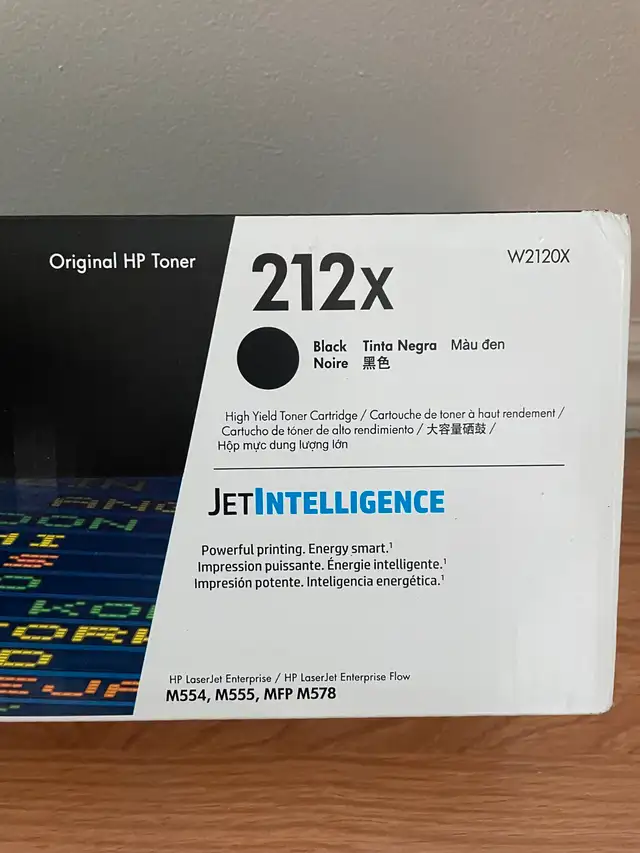 Original HP Toner
212x
W2120X
Black Tinta Negra Màu đen
Noire 黑色
High Yield Toner Cartridge / Cartouche de toner à haut rendement /
Cartucho de tóner de alto rendimiento / 大容量硒鼓 /
Hộp mực dung lượng lớn
JETINTELLIGENCE
Powerful printing. Energy smart.¹
Impression puissante. Énergie intelligente.¹
Impresión potente. Inteligencia energética.¹
HP LaserJet Enterprise / HP LaserJet Enterprise Flow
M554, M555, MFP M578